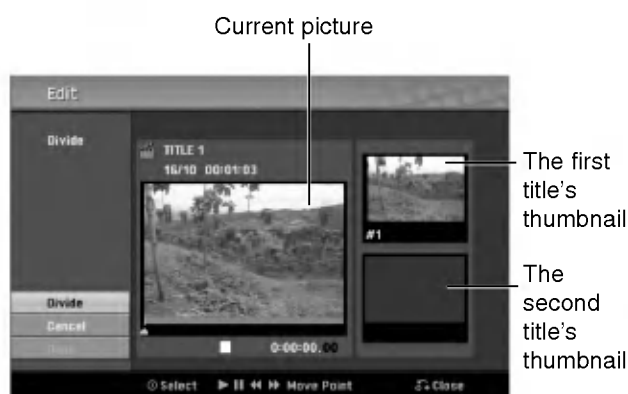 Current picture
Edit
Divide
TITLE 1
16/10 00:01:03
The first
title's
thumbnail
#1
The
second
title's
thumbnail
Divide
Cancel
Done
0:00:00.00
Select
Move Point
Close